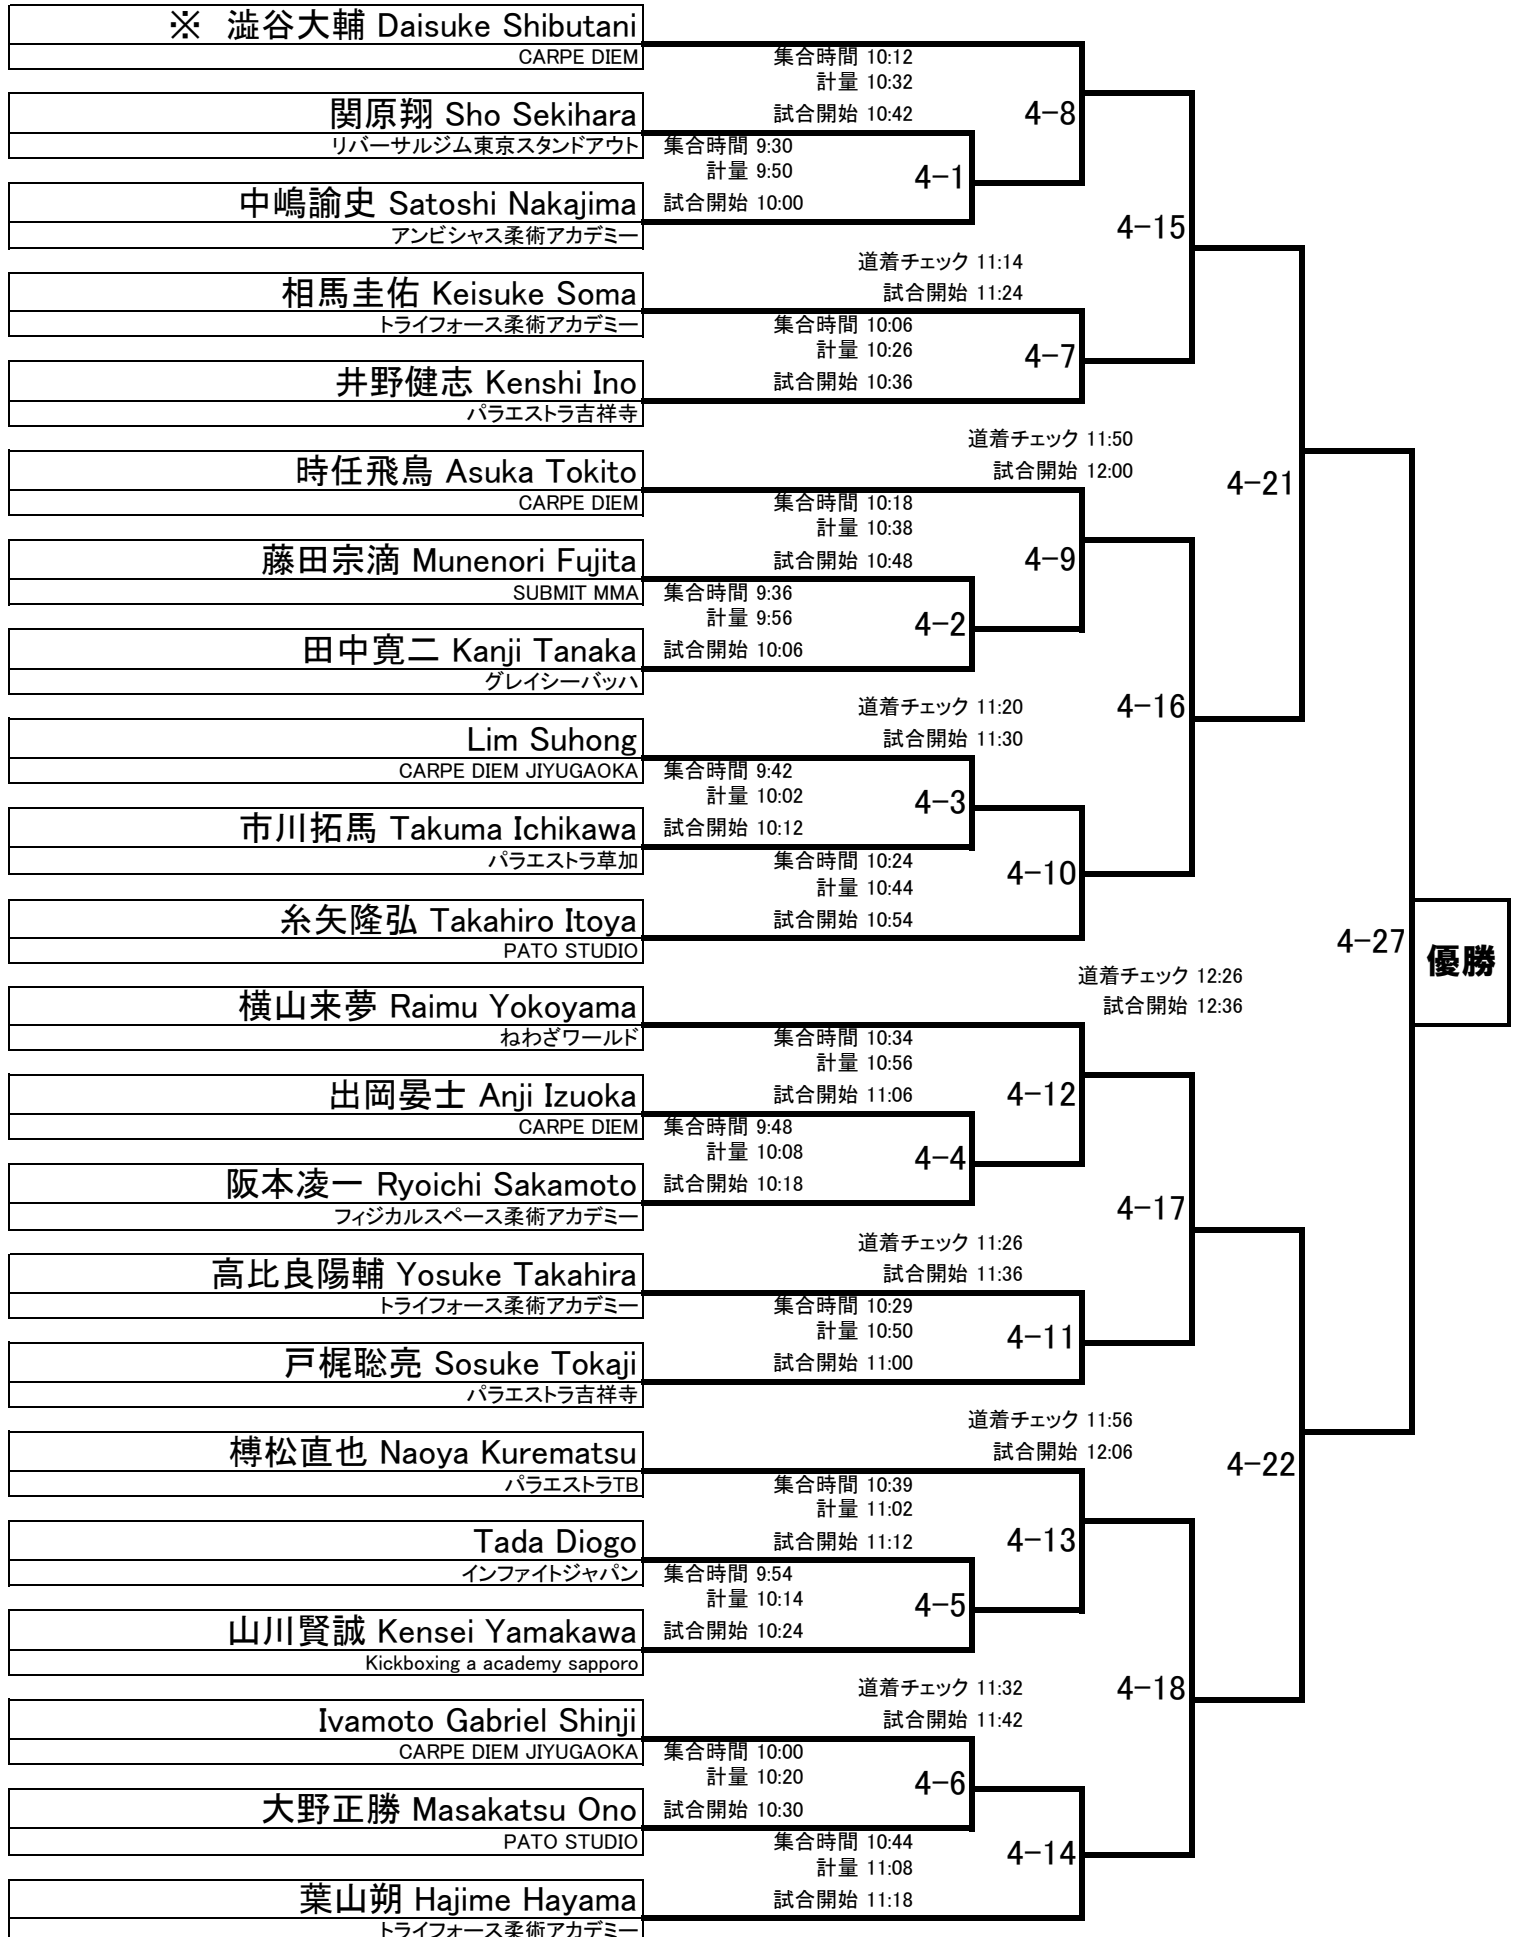 ※ 澁谷大輔 Daisuke Shibutani
CARPE DIEM
集合時間 10:12
計量 10:32
試合開始 10:42
4-8
関原翔 Sho Sekihara
リバーサルジム東京スタンドアウト
集合時間 9:30
計量 9:50
試合開始 10:00
4-1
中嶋諭史 Satoshi Nakajima
アンビシャス柔術アカデミー
4-15
道着チェック 11:14
試合開始 11:24
相馬圭佑 Keisuke Soma
トライフォース柔術アカデミー
集合時間 10:06
計量 10:26
試合開始 10:36
4-7
井野健志 Kenshi Ino
パラエストラ吉祥寺
道着チェック 11:50
試合開始 12:00
4-21
時任飛鳥 Asuka Tokito
CARPE DIEM
集合時間 10:18
計量 10:38
試合開始 10:48
4-9
藤田宗滴 Munenori Fujita
SUBMIT MMA
集合時間 9:36
計量 9:56
試合開始 10:06
4-2
田中寛二 Kanji Tanaka
グレイシーバッハ
道着チェック 11:20
試合開始 11:30
4-16
Lim Suhong
CARPE DIEM JIYUGAOKA
集合時間 9:42
計量 10:02
試合開始 10:12
4-3
市川拓馬 Takuma Ichikawa
パラエストラ草加
集合時間 10:24
計量 10:44
試合開始 10:54
4-10
糸矢隆弘 Takahiro Itoya
PATO STUDIO
4-27
優勝
道着チェック 12:26
試合開始 12:36
横山来夢 Raimu Yokoyama
ねわざワールド
集合時間 10:34
計量 10:56
試合開始 11:06
4-12
出岡晏士 Anji Izuoka
CARPE DIEM
集合時間 9:48
計量 10:08
試合開始 10:18
4-4
阪本凌一 Ryoichi Sakamoto
フィジカルスペース柔術アカデミー
4-17
道着チェック 11:26
試合開始 11:36
高比良陽輔 Yosuke Takahira
トライフォース柔術アカデミー
集合時間 10:29
計量 10:50
試合開始 11:00
4-11
戸梶聡亮 Sosuke Tokaji
パラエストラ吉祥寺
道着チェック 11:56
試合開始 12:06
4-22
榑松直也 Naoya Kurematsu
パラエストラTB
集合時間 10:39
計量 11:02
試合開始 11:12
4-13
Tada Diogo
インファイトジャパン
集合時間 9:54
計量 10:14
試合開始 10:24
4-5
山川賢誠 Kensei Yamakawa
Kickboxing a academy sapporo
道着チェック 11:32
試合開始 11:42
4-18
Ivamoto Gabriel Shinji
CARPE DIEM JIYUGAOKA
集合時間 10:00
計量 10:20
試合開始 10:30
4-6
大野正勝 Masakatsu Ono
PATO STUDIO
集合時間 10:44
計量 11:08
試合開始 11:18
4-14
葉山朔 Hajime Hayama
トライフォース柔術アカデミー